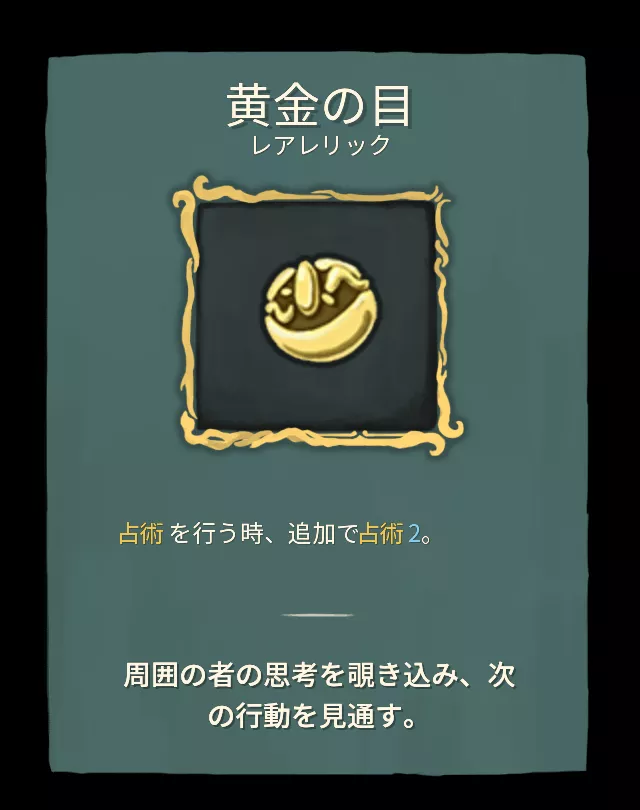 黄金の目
レアレリック
占術 を行う時、追加で占術 2。
周囲の者の思考を覗き込み、次
の行動を見通す。